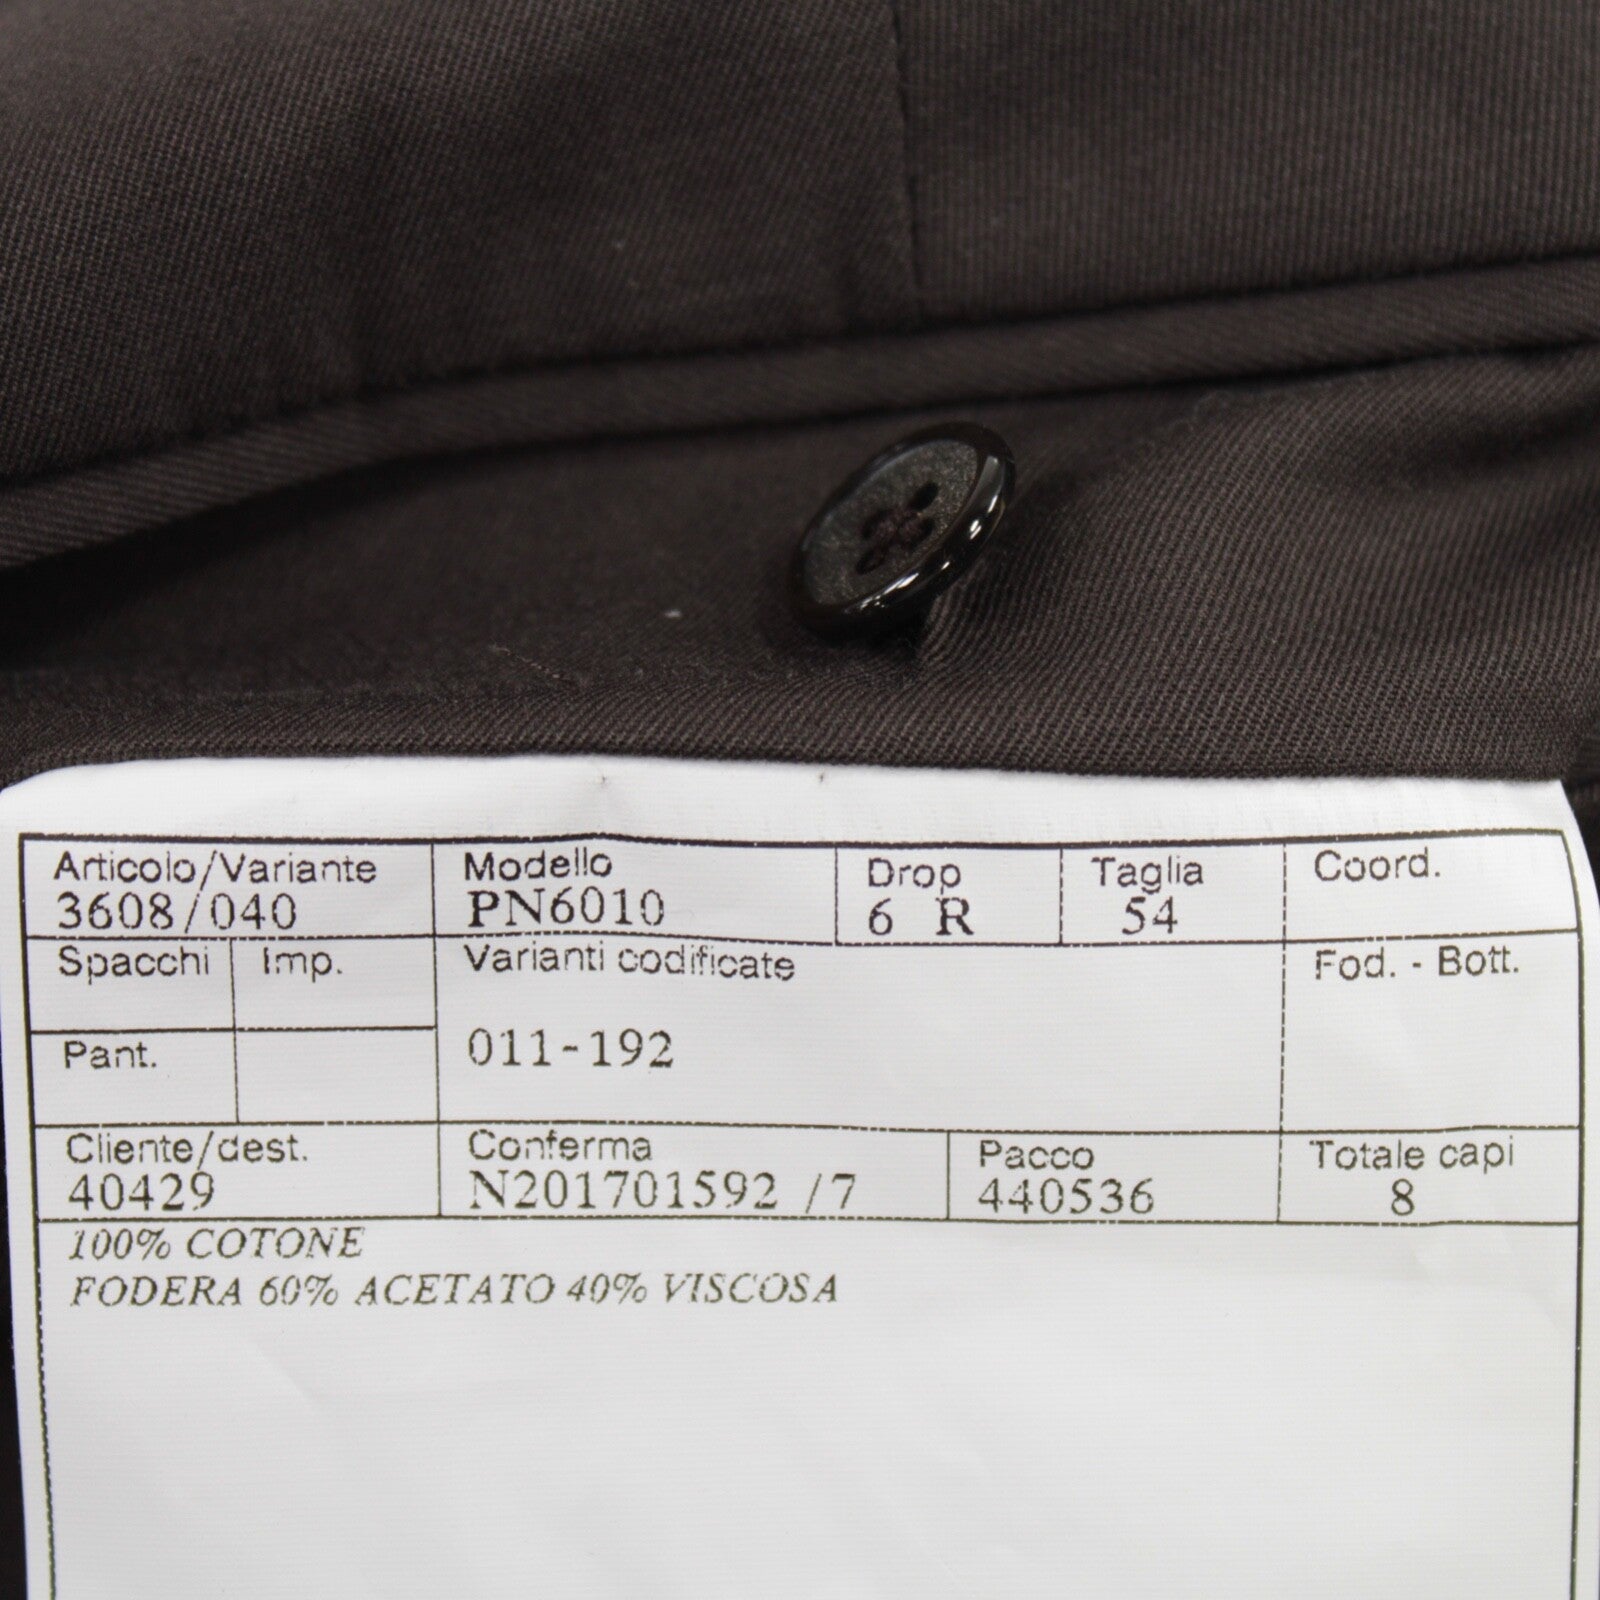 Articolo/Variante Modello Drop Taglia Coord.
3608/040 PN6010 6 R 54
Spacchi Imp. Varianti codificate Fod. - Bott.
Pant. 011-192
Cliente/dest. Conferma Pacco Totale capi
40429 N201701592 /7 440536 8
100% COTONE
FODERA 60% ACETATO 40% VISCOSA